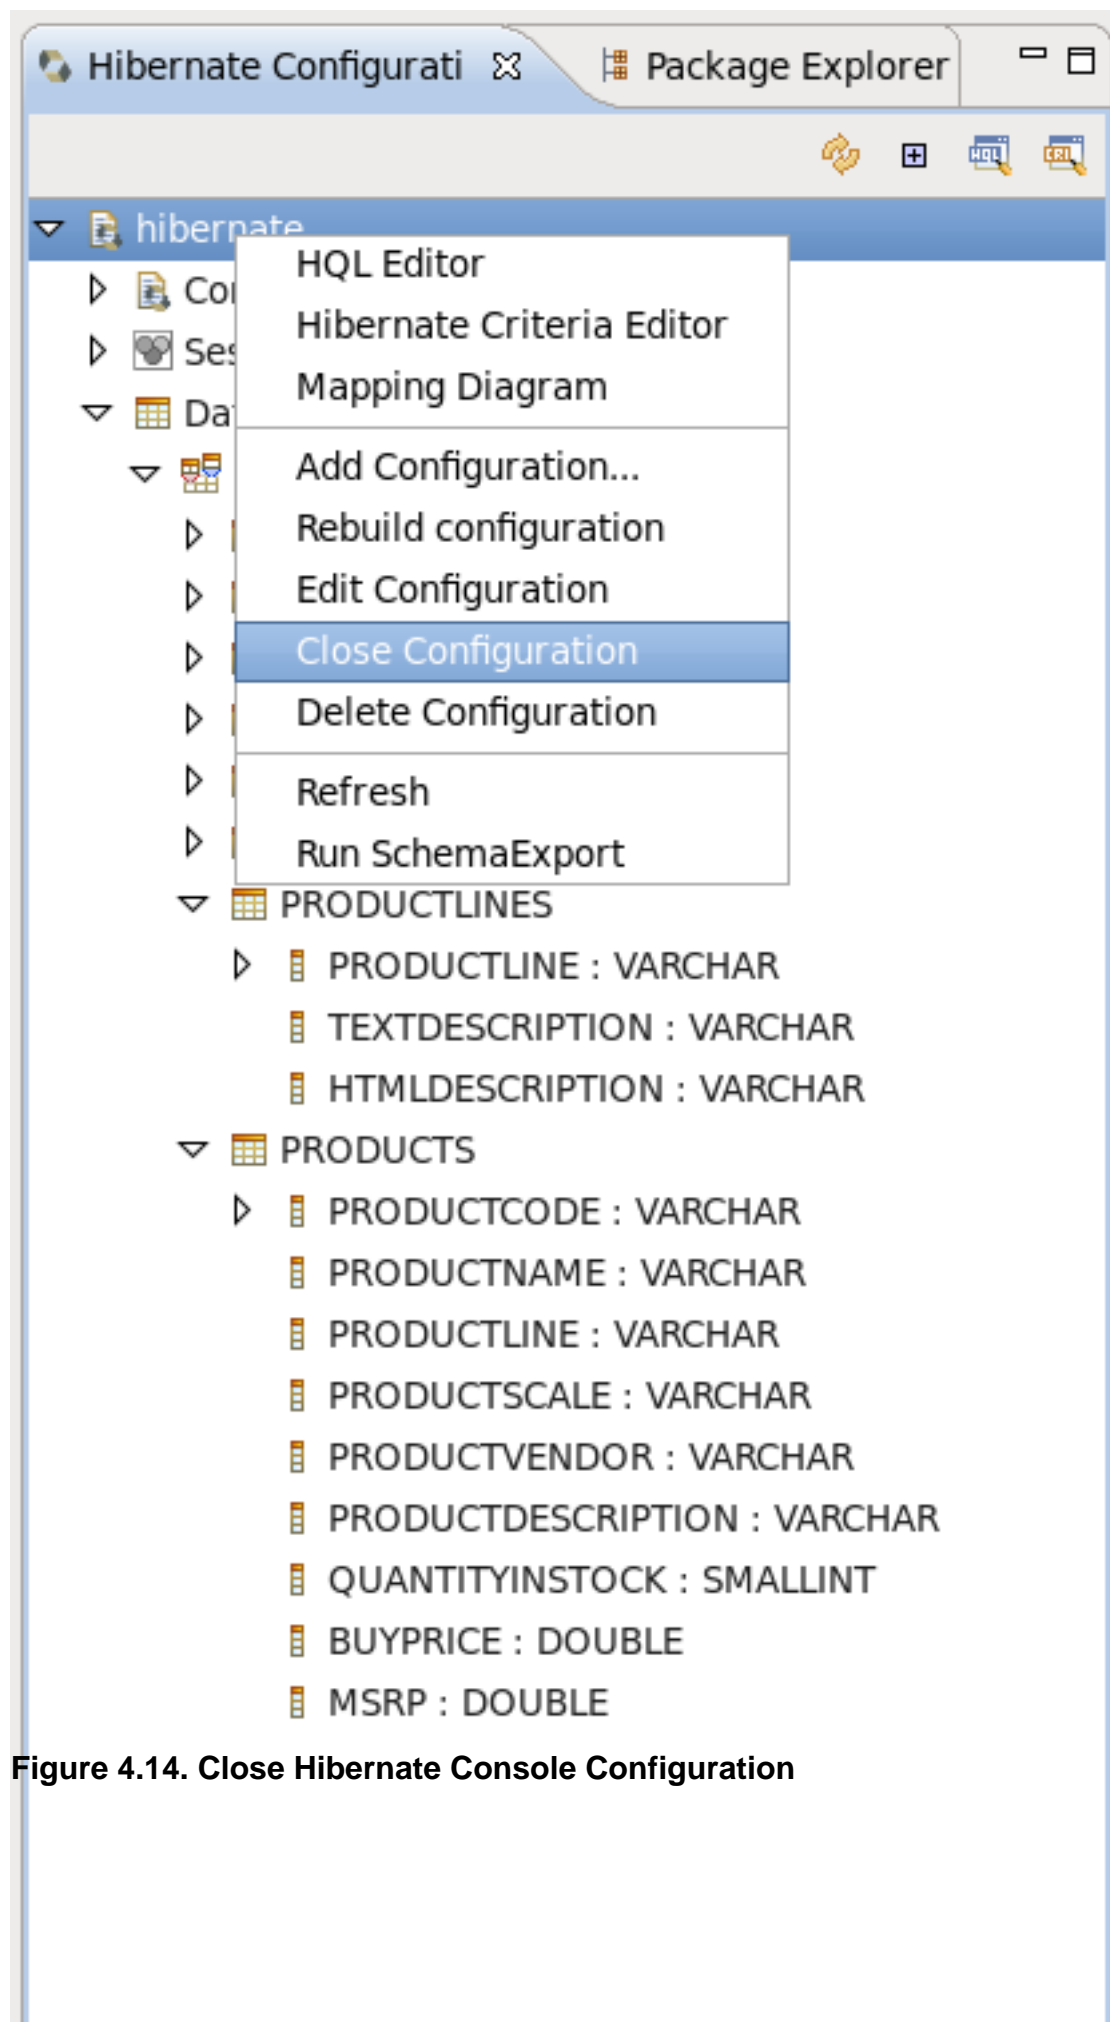 Hibernate Configurati
Package Explorer
HQL
CRI
hibernate
HQL Editor
Hibernate Criteria Editor
Mapping Diagram
Add Configuration...
Rebuild configuration
Edit Configuration
Close Configuration
Delete Configuration
Refresh
Run SchemaExport
PRODUCTLINES
PRODUCTLINE : VARCHAR
TEXTDESCRIPTION : VARCHAR
HTMLDESCRIPTION : VARCHAR
PRODUCTS
PRODUCTCODE : VARCHAR
PRODUCTNAME : VARCHAR
PRODUCTLINE : VARCHAR
PRODUCTSCALE : VARCHAR
PRODUCTVENDOR : VARCHAR
PRODUCTDESCRIPTION : VARCHAR
QUANTITYINSTOCK : SMALLINT
BUYPRICE : DOUBLE
MSRP : DOUBLE
Figure 4.14. Close Hibernate Console Configuration